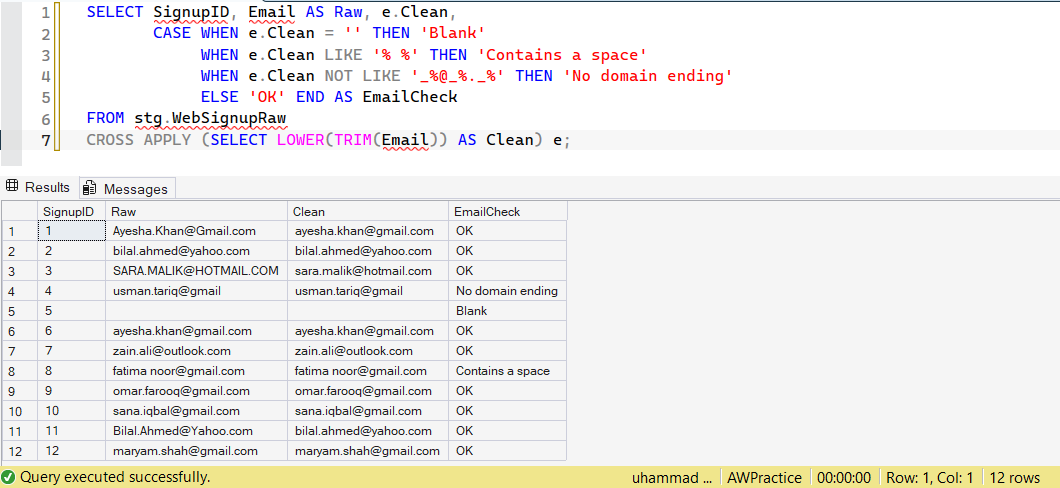 1 SELECT SignupID, Email AS Raw, e.Clean,
2 CASE WHEN e.Clean = '' THEN 'Blank'
3 WHEN e.Clean LIKE '% %' THEN 'Contains a space'
4 WHEN e.Clean NOT LIKE '_%@_%._%' THEN 'No domain ending'
5 ELSE 'OK' END AS EmailCheck
6 FROM stg.WebSignupRaw
7 CROSS APPLY (SELECT LOWER(TRIM(Email)) AS Clean) e;
Results Messages
SignupID Raw Clean EmailCheck
1 1 Ayesha.Khan@Gmail.com ayesha.khan@gmail.com OK
2 2 bilal.ahmed@yahoo.com bilal.ahmed@yahoo.com OK
3 3 SARA.MALIK@HOTMAIL.COM sara.malik@hotmail.com OK
4 4 usman.tariq@gmail usman.tariq@gmail No domain ending
5 5 Blank
6 6 ayesha.khan@gmail.com ayesha.khan@gmail.com OK
7 7 zain.ali@outlook.com zain.ali@outlook.com OK
8 8 fatima noor@gmail.com fatima noor@gmail.com Contains a space
9 9 omar.farooq@gmail.com omar.farooq@gmail.com OK
10 10 sana.iqbal@gmail.com sana.iqbal@gmail.com OK
11 11 Bilal.Ahmed@Yahoo.com bilal.ahmed@yahoo.com OK
12 12 maryam.shah@gmail.com maryam.shah@gmail.com OK
Query executed successfully. uhammad ... AWPractice 00:00:00 Row: 1, Col: 1 12 rows